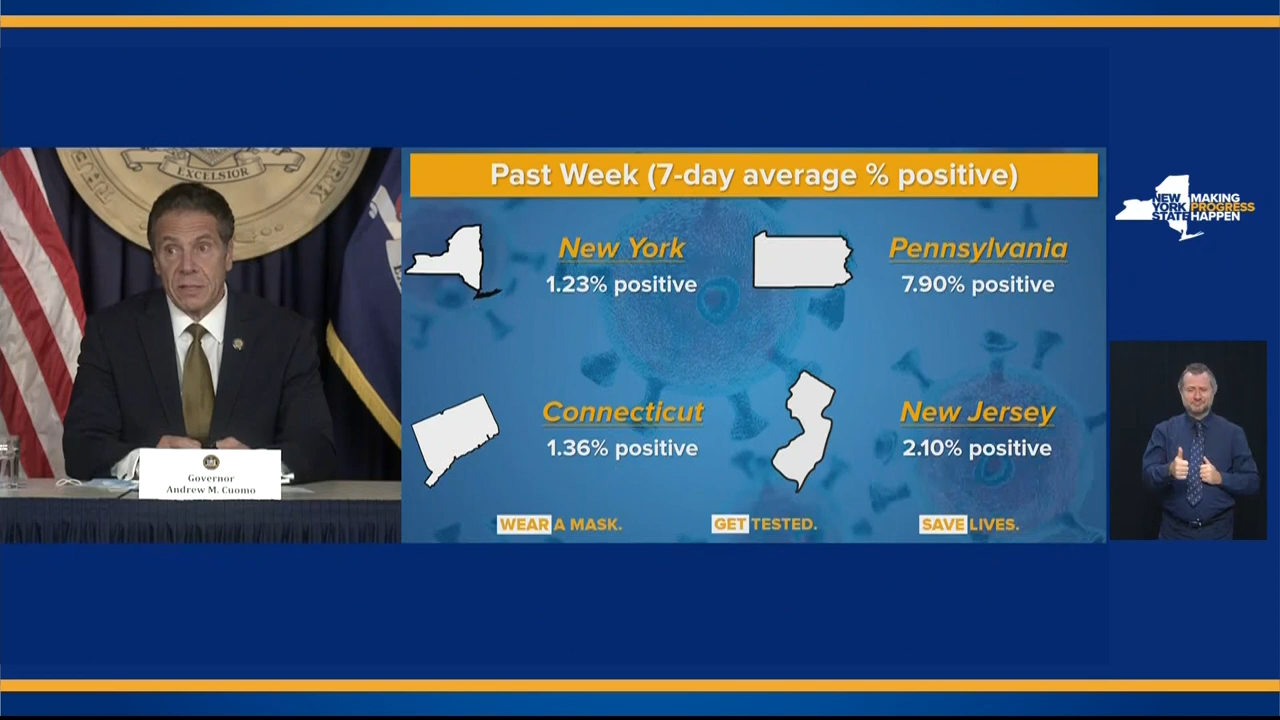 EXCELSIOR
Governor
Andrew M. Cuomo
Past Week (7-day average % positive)
New York
1.23% positive
Pennsylvania
7.90% positive
Connecticut
1.36% positive
New Jersey
2.10% positive
WEAR A MASK.
GET TESTED.
SAVE LIVES.
NEW
YORK
STATE
MAKING
PROGRESS
HAPPEN